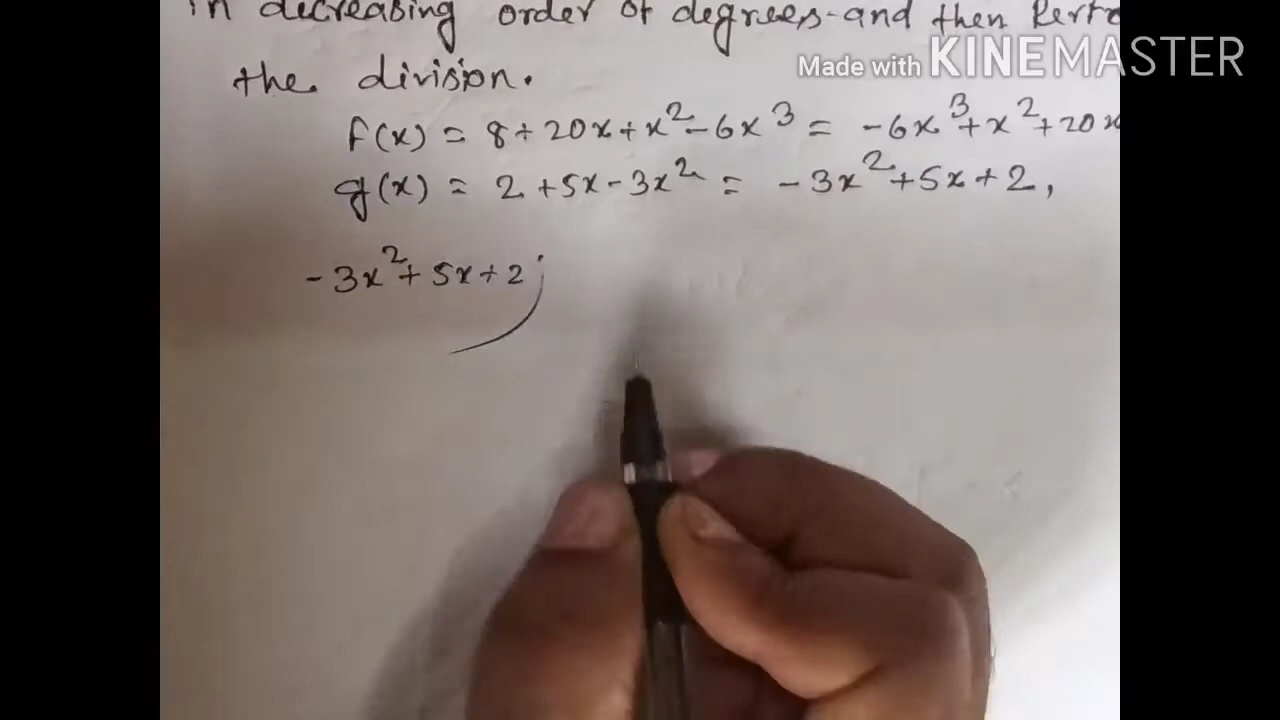 in decreasing order of degrees and then
the division.
Made with KINEMASTER
f(x) = 8+20x+x²-6x³ = -6x³+x²+20x
g(x) = 2+5x-3x² = -3x²+5x+2,
-3x²+5x+2